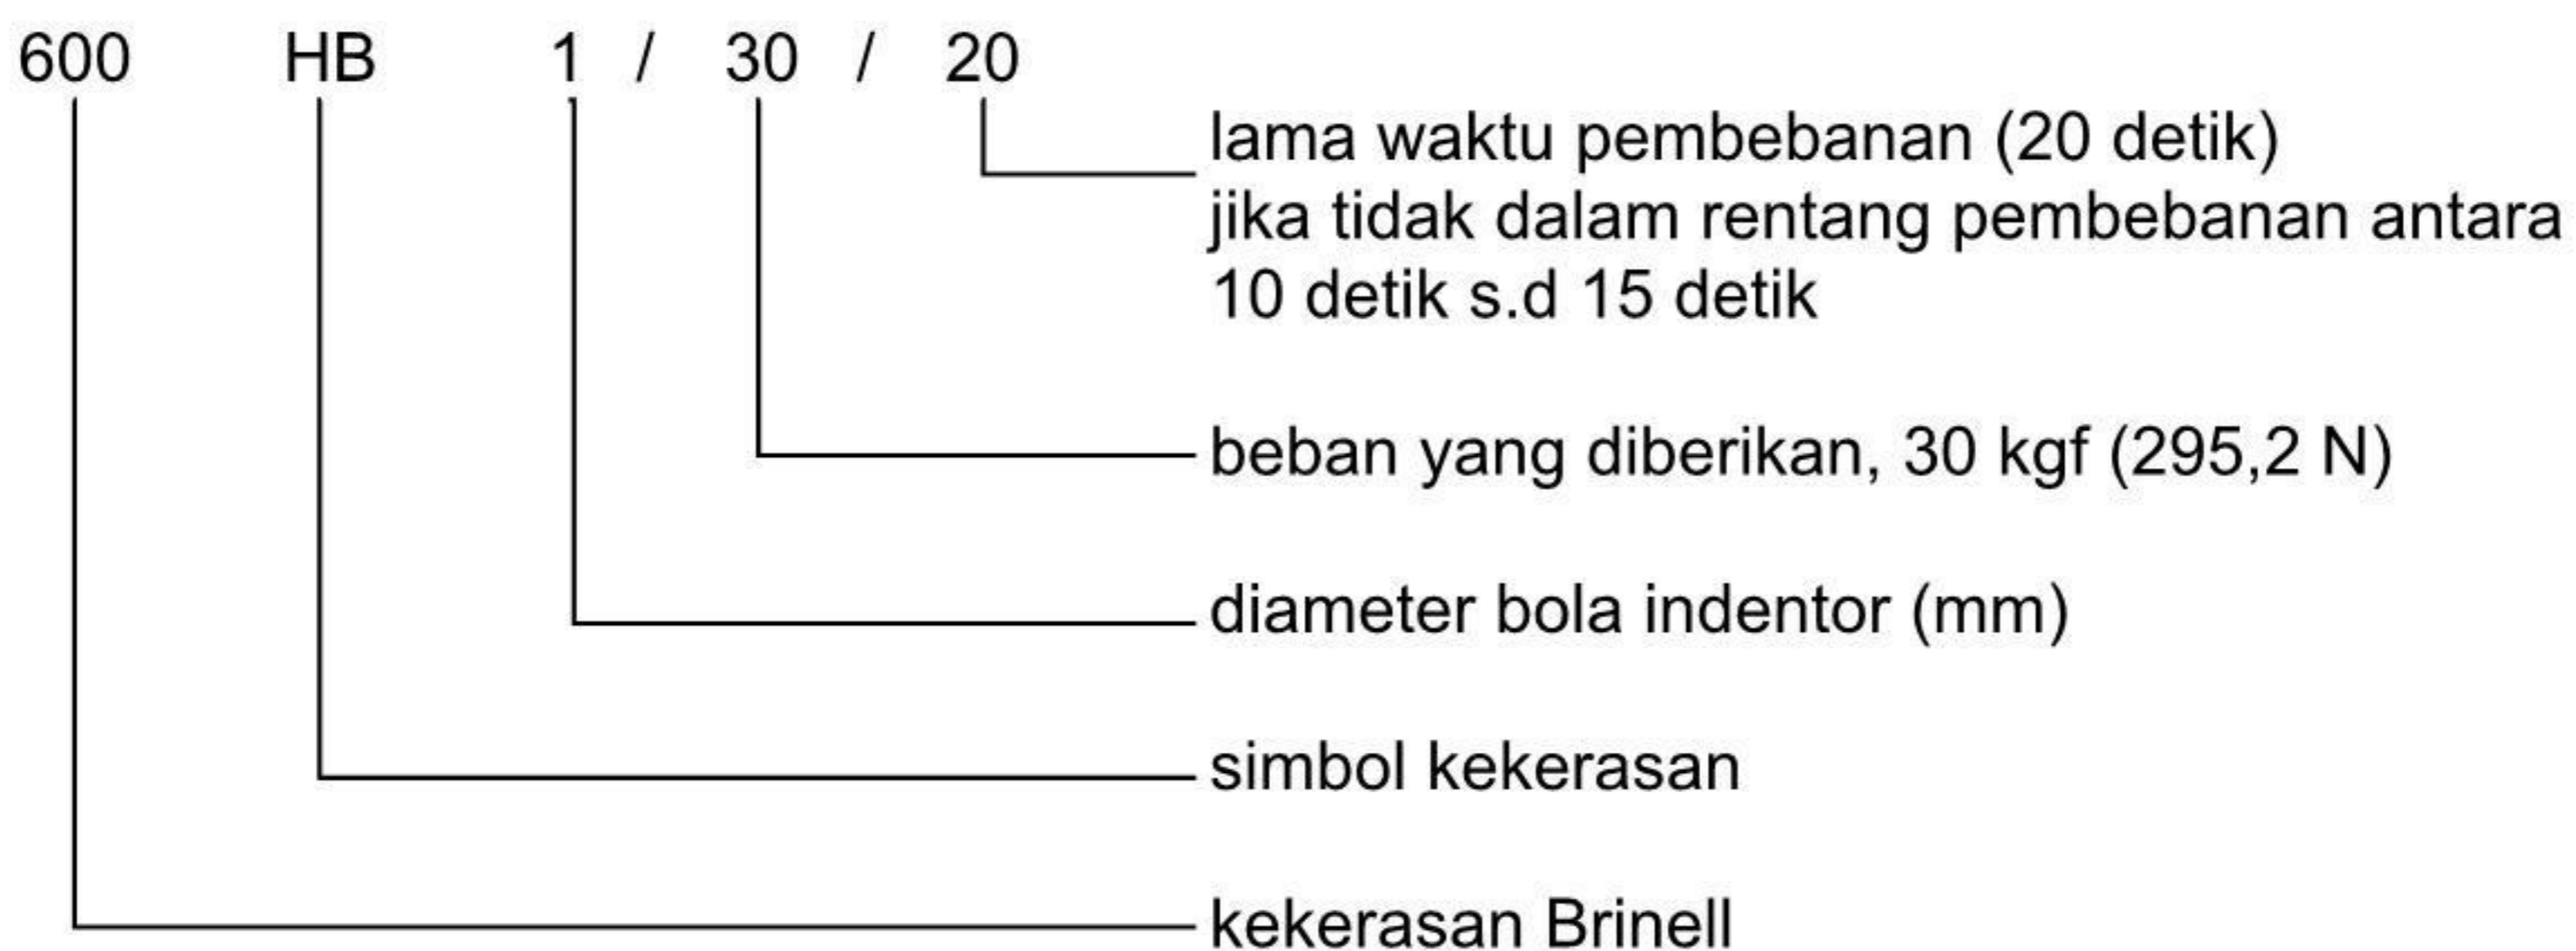 600 HB 1 / 30 / 20
lama waktu pembebanan (20 detik)
jika tidak dalam rentang pembebanan antara
10 detik s.d 15 detik
beban yang diberikan, 30 kgf (295,2 N)
diameter bola indentor (mm)
simbol kekerasan
kekerasan Brinell